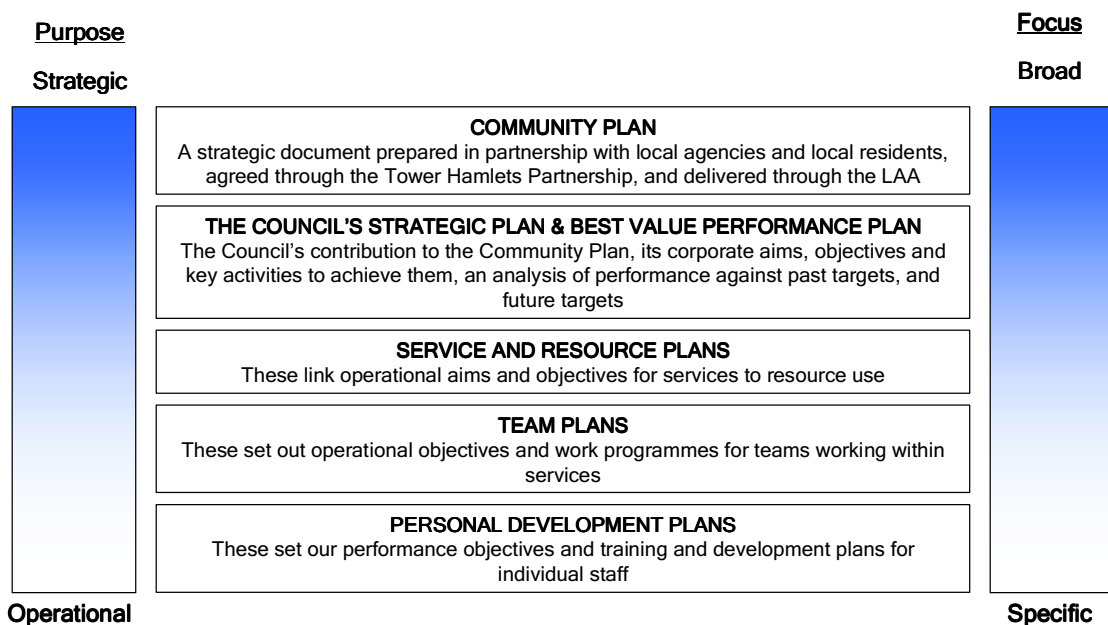 Purpose
Focus
Strategic
Broad
COMMUNITY PLAN
A strategic document prepared in partnership with local agencies and local residents,
agreed through the Tower Hamlets Partnership, and delivered through the LAA
THE COUNCIL'S STRATEGIC PLAN & BEST VALUE PERFORMANCE PLAN
The Council's contribution to the Community Plan, its corporate aims, objectives and
key activities to achieve them, an analysis of performance against past targets, and
future targets
SERVICE AND RESOURCE PLANS
These link operational aims and objectives for services to resource use
TEAM PLANS
These set out operational objectives and work programmes for teams working within
services
PERSONAL DEVELOPMENT PLANS
These set our performance objectives and training and development plans for
individual staff
Operational
Specific